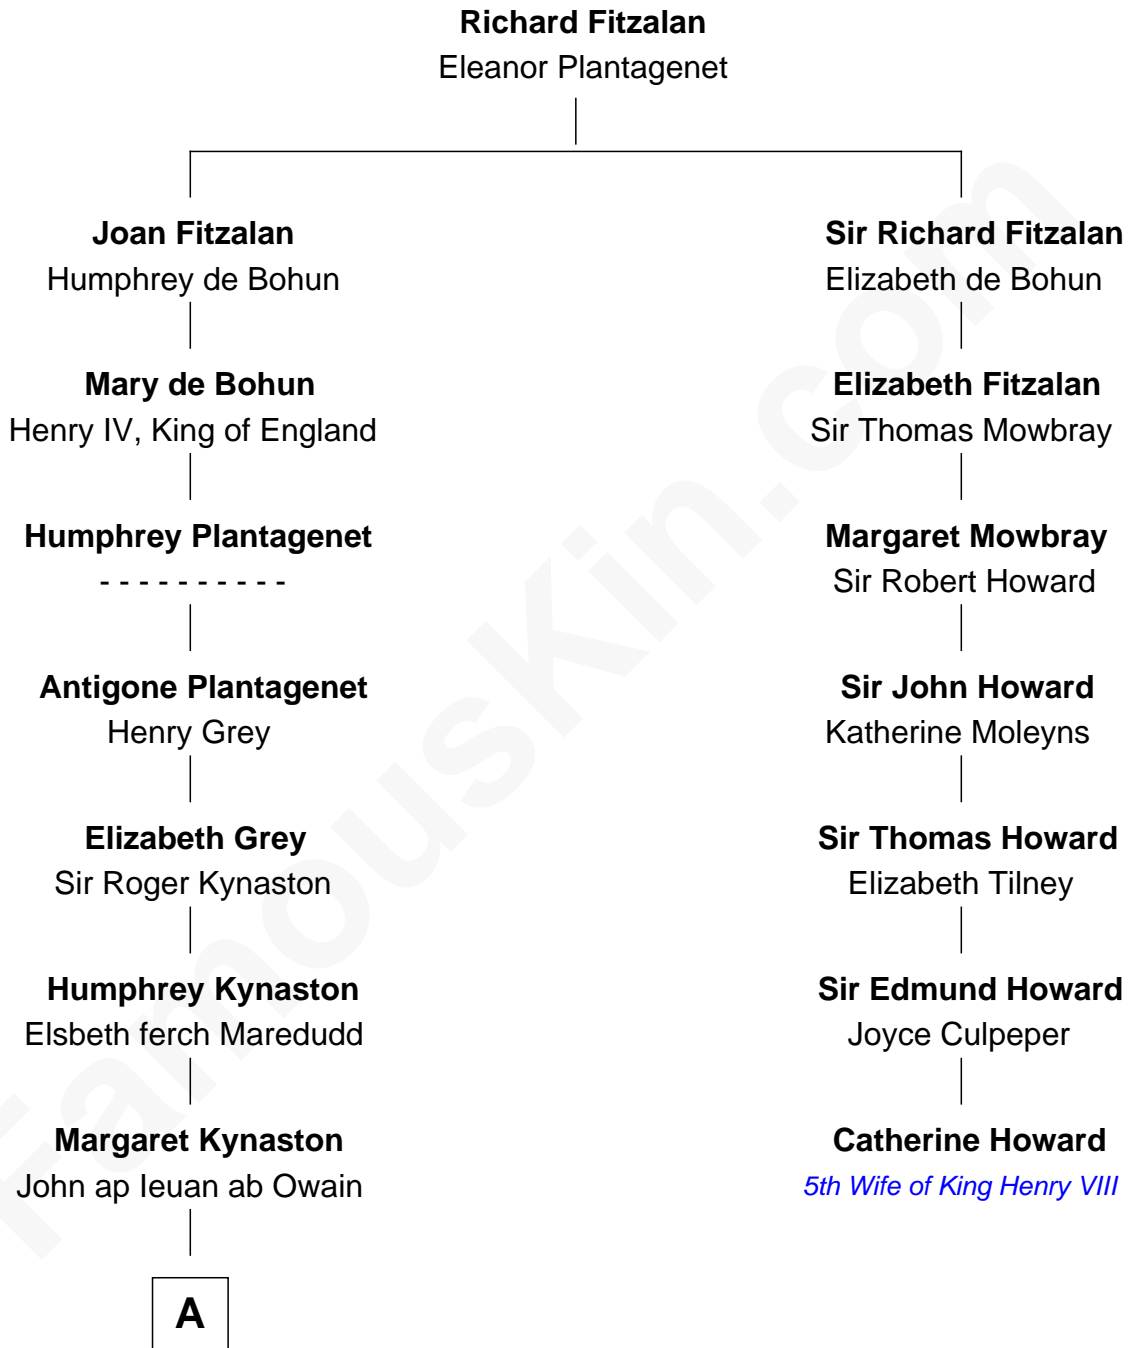 Richard Fitzalan
Eleanor Plantagenet
Joan Fitzalan
Humphrey de Bohun
Sir Richard Fitzalan
Elizabeth de Bohun
Mary de Bohun
Henry IV, King of England
Elizabeth Fitzalan
Sir Thomas Mowbray
Humphrey Plantagenet
- - - - - - - - - -
Margaret Mowbray
Sir Robert Howard
Antigone Plantagenet
Henry Grey
Sir John Howard
Katherine Moleyns
Elizabeth Grey
Sir Roger Kynaston
Sir Thomas Howard
Elizabeth Tilney
Humphrey Kynaston
Elsbeth ferch Maredudd
Sir Edmund Howard
Joyce Culpeper
Margaret Kynaston
John ap Ieuan ab Owain
Catherine Howard
5th Wife of King Henry VIII
A
FamousKin.com